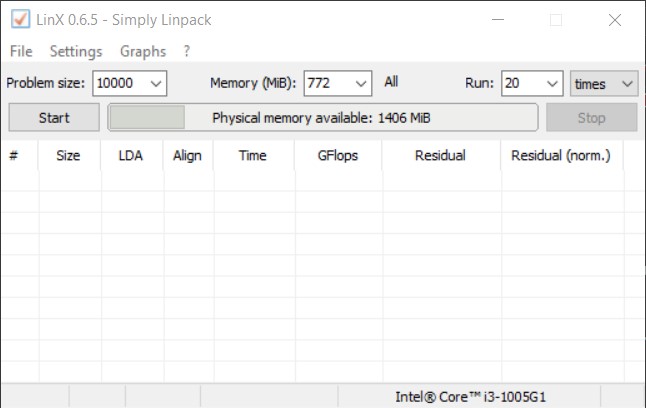 LinX 0.6.5 - Simply Linpack
File Settings Graphs ?
Problem size: 10000 Memory (MiB): 772 All Run: 20 times
Start Physical memory available: 1406 MiB Stop
# Size LDA Align Time GFlops Residual Residual (norm.)
Intel® Core™ i3-1005G1